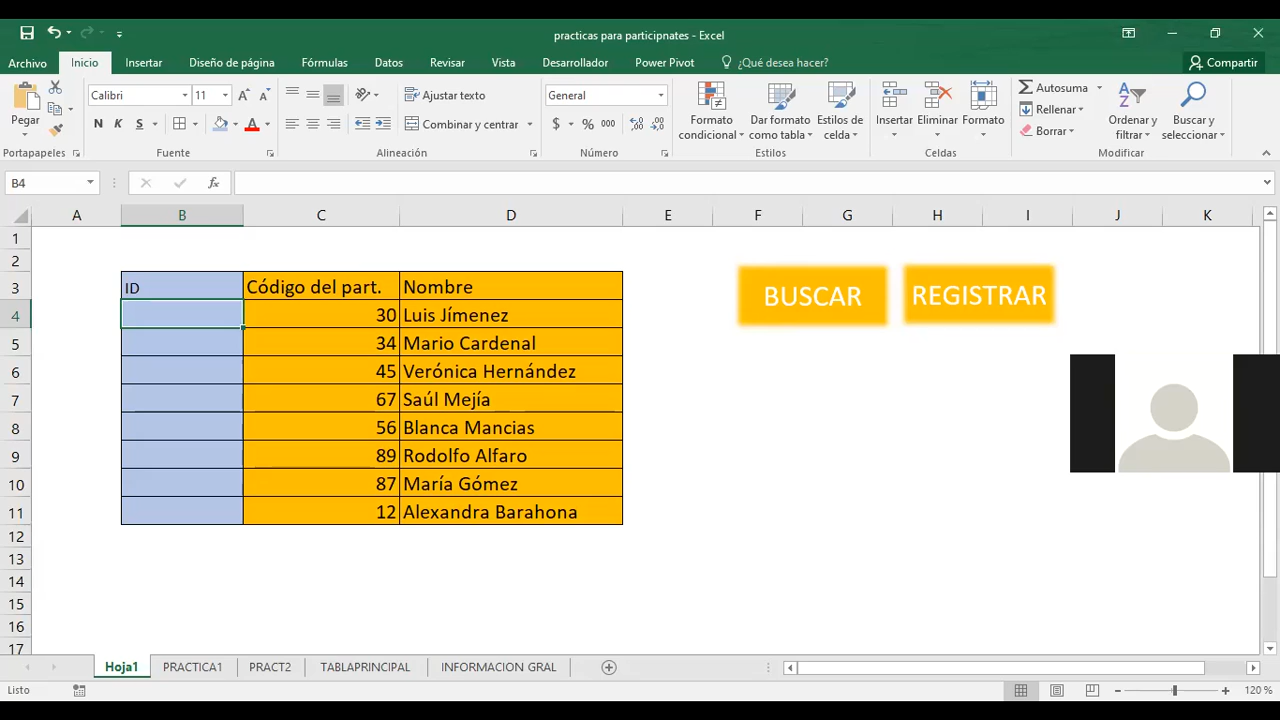 practicas para participnates - Excel
Archivo Inicio Insertar Diseño de página Fórmulas Datos Revisar Vista Desarrollador Power Pivot ¿Qué desea hacer? Compartir
Pegar
Calibri 11
N K S
Ajustar texto
Combinar y centrar
General
$ % 000
Formato condicional
Dar formato como tabla
Estilos de celda
Insertar
Eliminar
Formato
Autosuma
Rellenar
Borrar
Ordenar y filtrar
Buscar y seleccionar
Portapapeles Fuente Alineación Número Estilos Celdas Modificar
B4 fx
A B C D E F G H I J K
1
2
3 ID Código del part. Nombre BUSCAR REGISTRAR
4 30 Luis Jímenez
5 34 Mario Cardenal
6 45 Verónica Hernández
7 67 Saúl Mejía
8 56 Blanca Mancias
9 89 Rodolfo Alfaro
10 87 María Gómez
11 12 Alexandra Barahona
12
13
14
15
16
17
Hoja1 PRACTICA1 PRACT2 TABLAPRINCIPAL INFORMACION GRAL
Listo 120 %